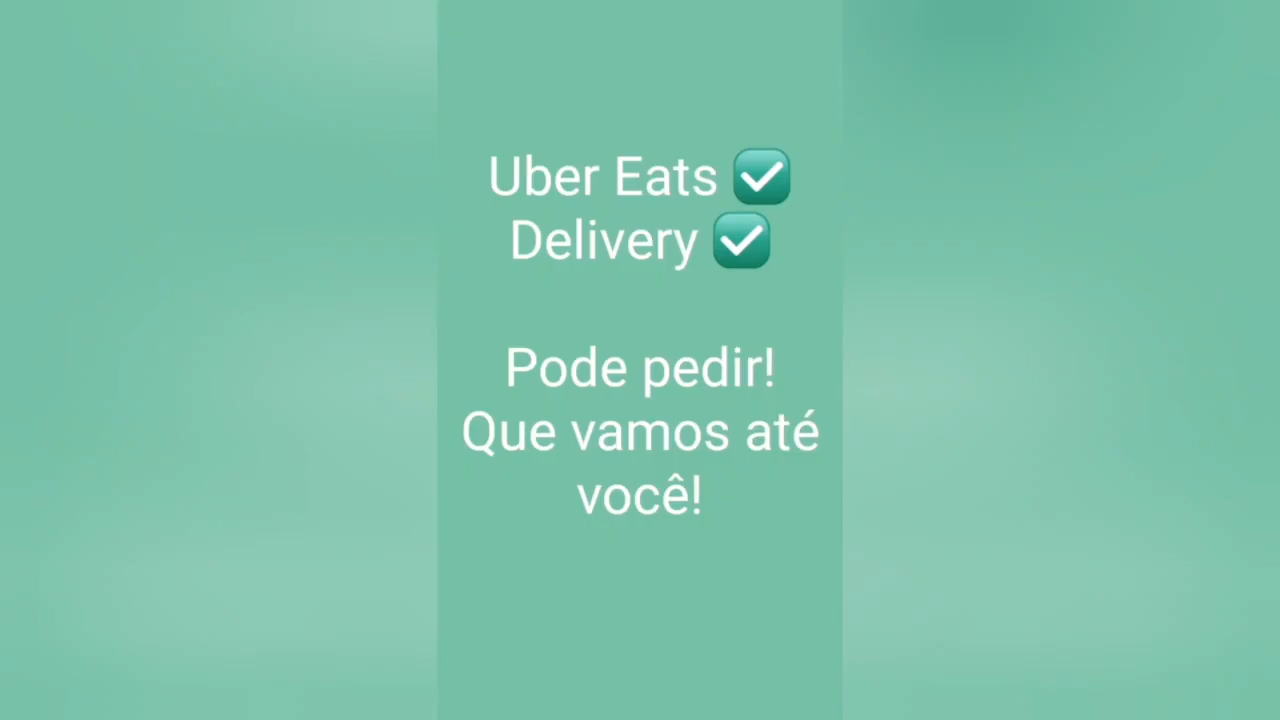 Uber Eats ✅
Delivery ✅
Pode pedir!
Que vamos até
você!